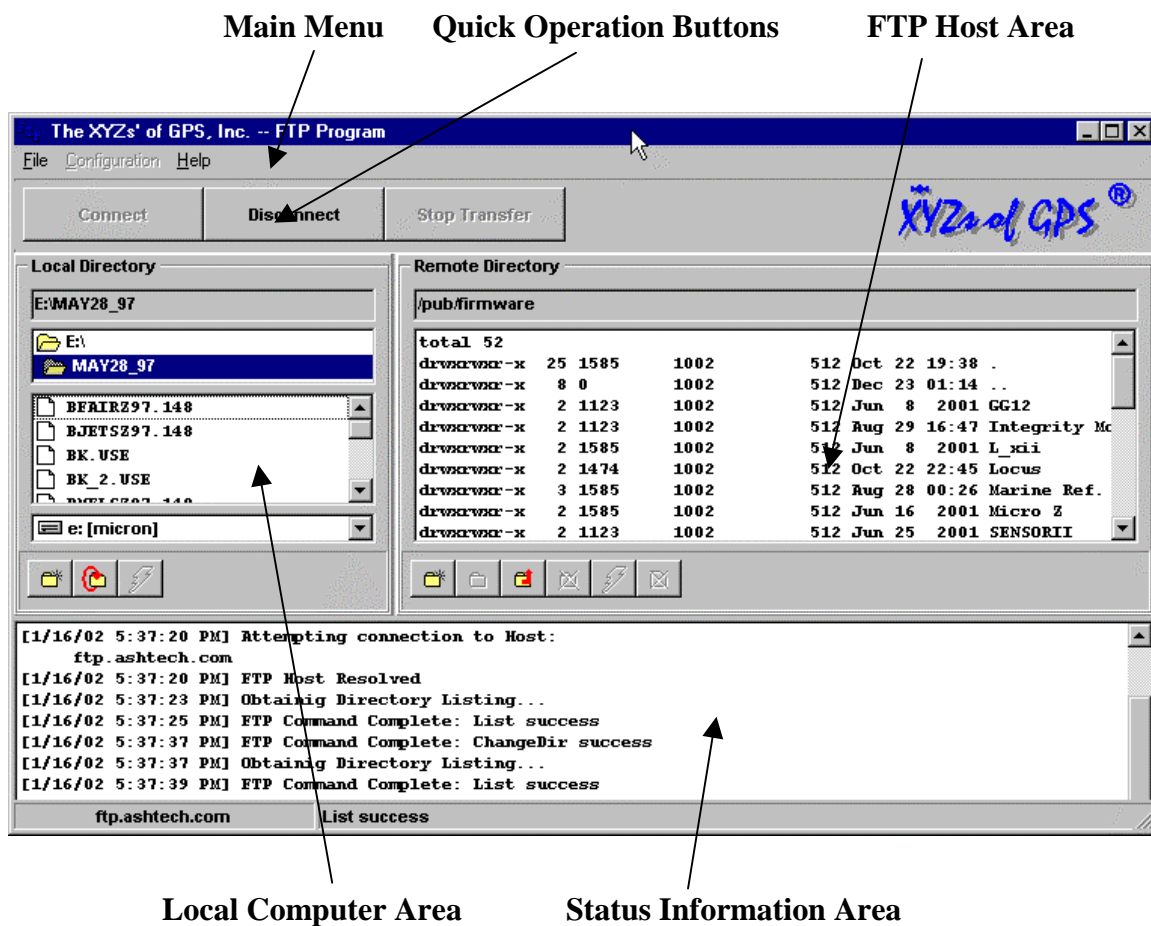 Main Menu Quick Operation Buttons FTP Host Area
The XYZs' of GPS, Inc. -- FTP Program
File Configuration Help
Connect Disconnect Stop Transfer
XYZs of GPS ®
Local Directory
E:\MAY28_97
E:\
MAY28_97
BFAIRZ97.148
BJETSZ97.148
BK.USE
BK_2.USE
e: [micron]
Remote Directory
/pub/firmware
total 52
drwxrwxr-x 25 1585 1002 512 Oct 22 19:38 .
drwxrwxr-x 8 0 1002 512 Dec 23 01:14 ..
drwxrwxr-x 2 1123 1002 512 Jun 8 2001 GG12
drwxrwxr-x 2 1123 1002 512 Aug 29 16:47 Integrity Mo
drwxrwxr-x 2 1585 1002 512 Jun 8 2001 L_xii
drwxrwxr-x 2 1474 1002 512 Oct 22 22:45 Locus
drwxrwxr-x 3 1585 1002 512 Aug 28 00:26 Marine Ref.
drwxrwxr-x 2 1585 1002 512 Jun 16 2001 Micro Z
drwxrwxr-x 2 1123 1002 512 Jun 25 2001 SENSORII
[1/16/02 5:37:20 PM] Attempting connection to Host:
ftp.ashtech.com
[1/16/02 5:37:20 PM] FTP Host Resolved
[1/16/02 5:37:23 PM] Obtainig Directory Listing...
[1/16/02 5:37:25 PM] FTP Command Complete: List success
[1/16/02 5:37:37 PM] FTP Command Complete: ChangeDir success
[1/16/02 5:37:37 PM] Obtainig Directory Listing...
[1/16/02 5:37:39 PM] FTP Command Complete: List success
ftp.ashtech.com List success
Local Computer Area Status Information Area